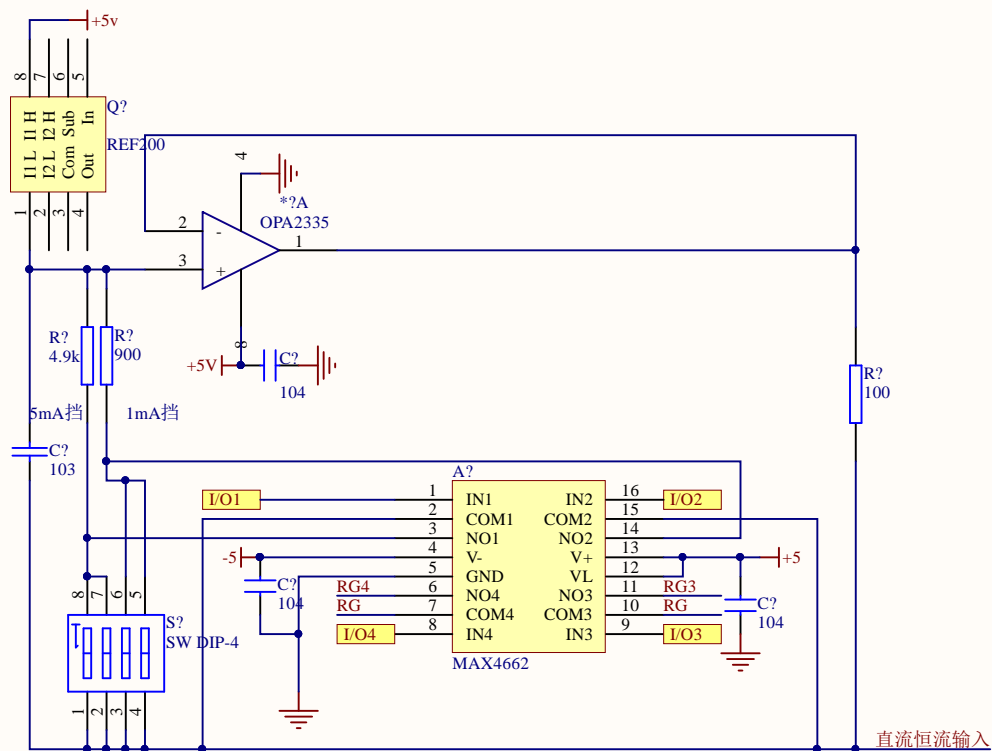 +5v
8 7 6 5
Q?
I1 L I1 H
I2 L I2 H
Com Sub
Out In
REF200
1 2 3 4
4
*?A
OPA2335
2
-
1
3
+
8
+5V
C?
104
R?
4.9k
R?
900
5mA挡
1mA挡
C?
103
R?
100
A?
I/O1
1
IN1
IN2
16
I/O2
2
COM1
COM2
15
3
NO1
NO2
14
-5
4
V-
V+
13
+5
5
GND
VL
12
RG4
6
NO4
NO3
11
RG3
RG
7
COM4
COM3
10
RG
I/O4
8
IN4
IN3
9
I/O3
C?
104
C?
104
MAX4662
8 7 6 5
S?
SW DIP-4
1 2 3 4
直流恒流输入